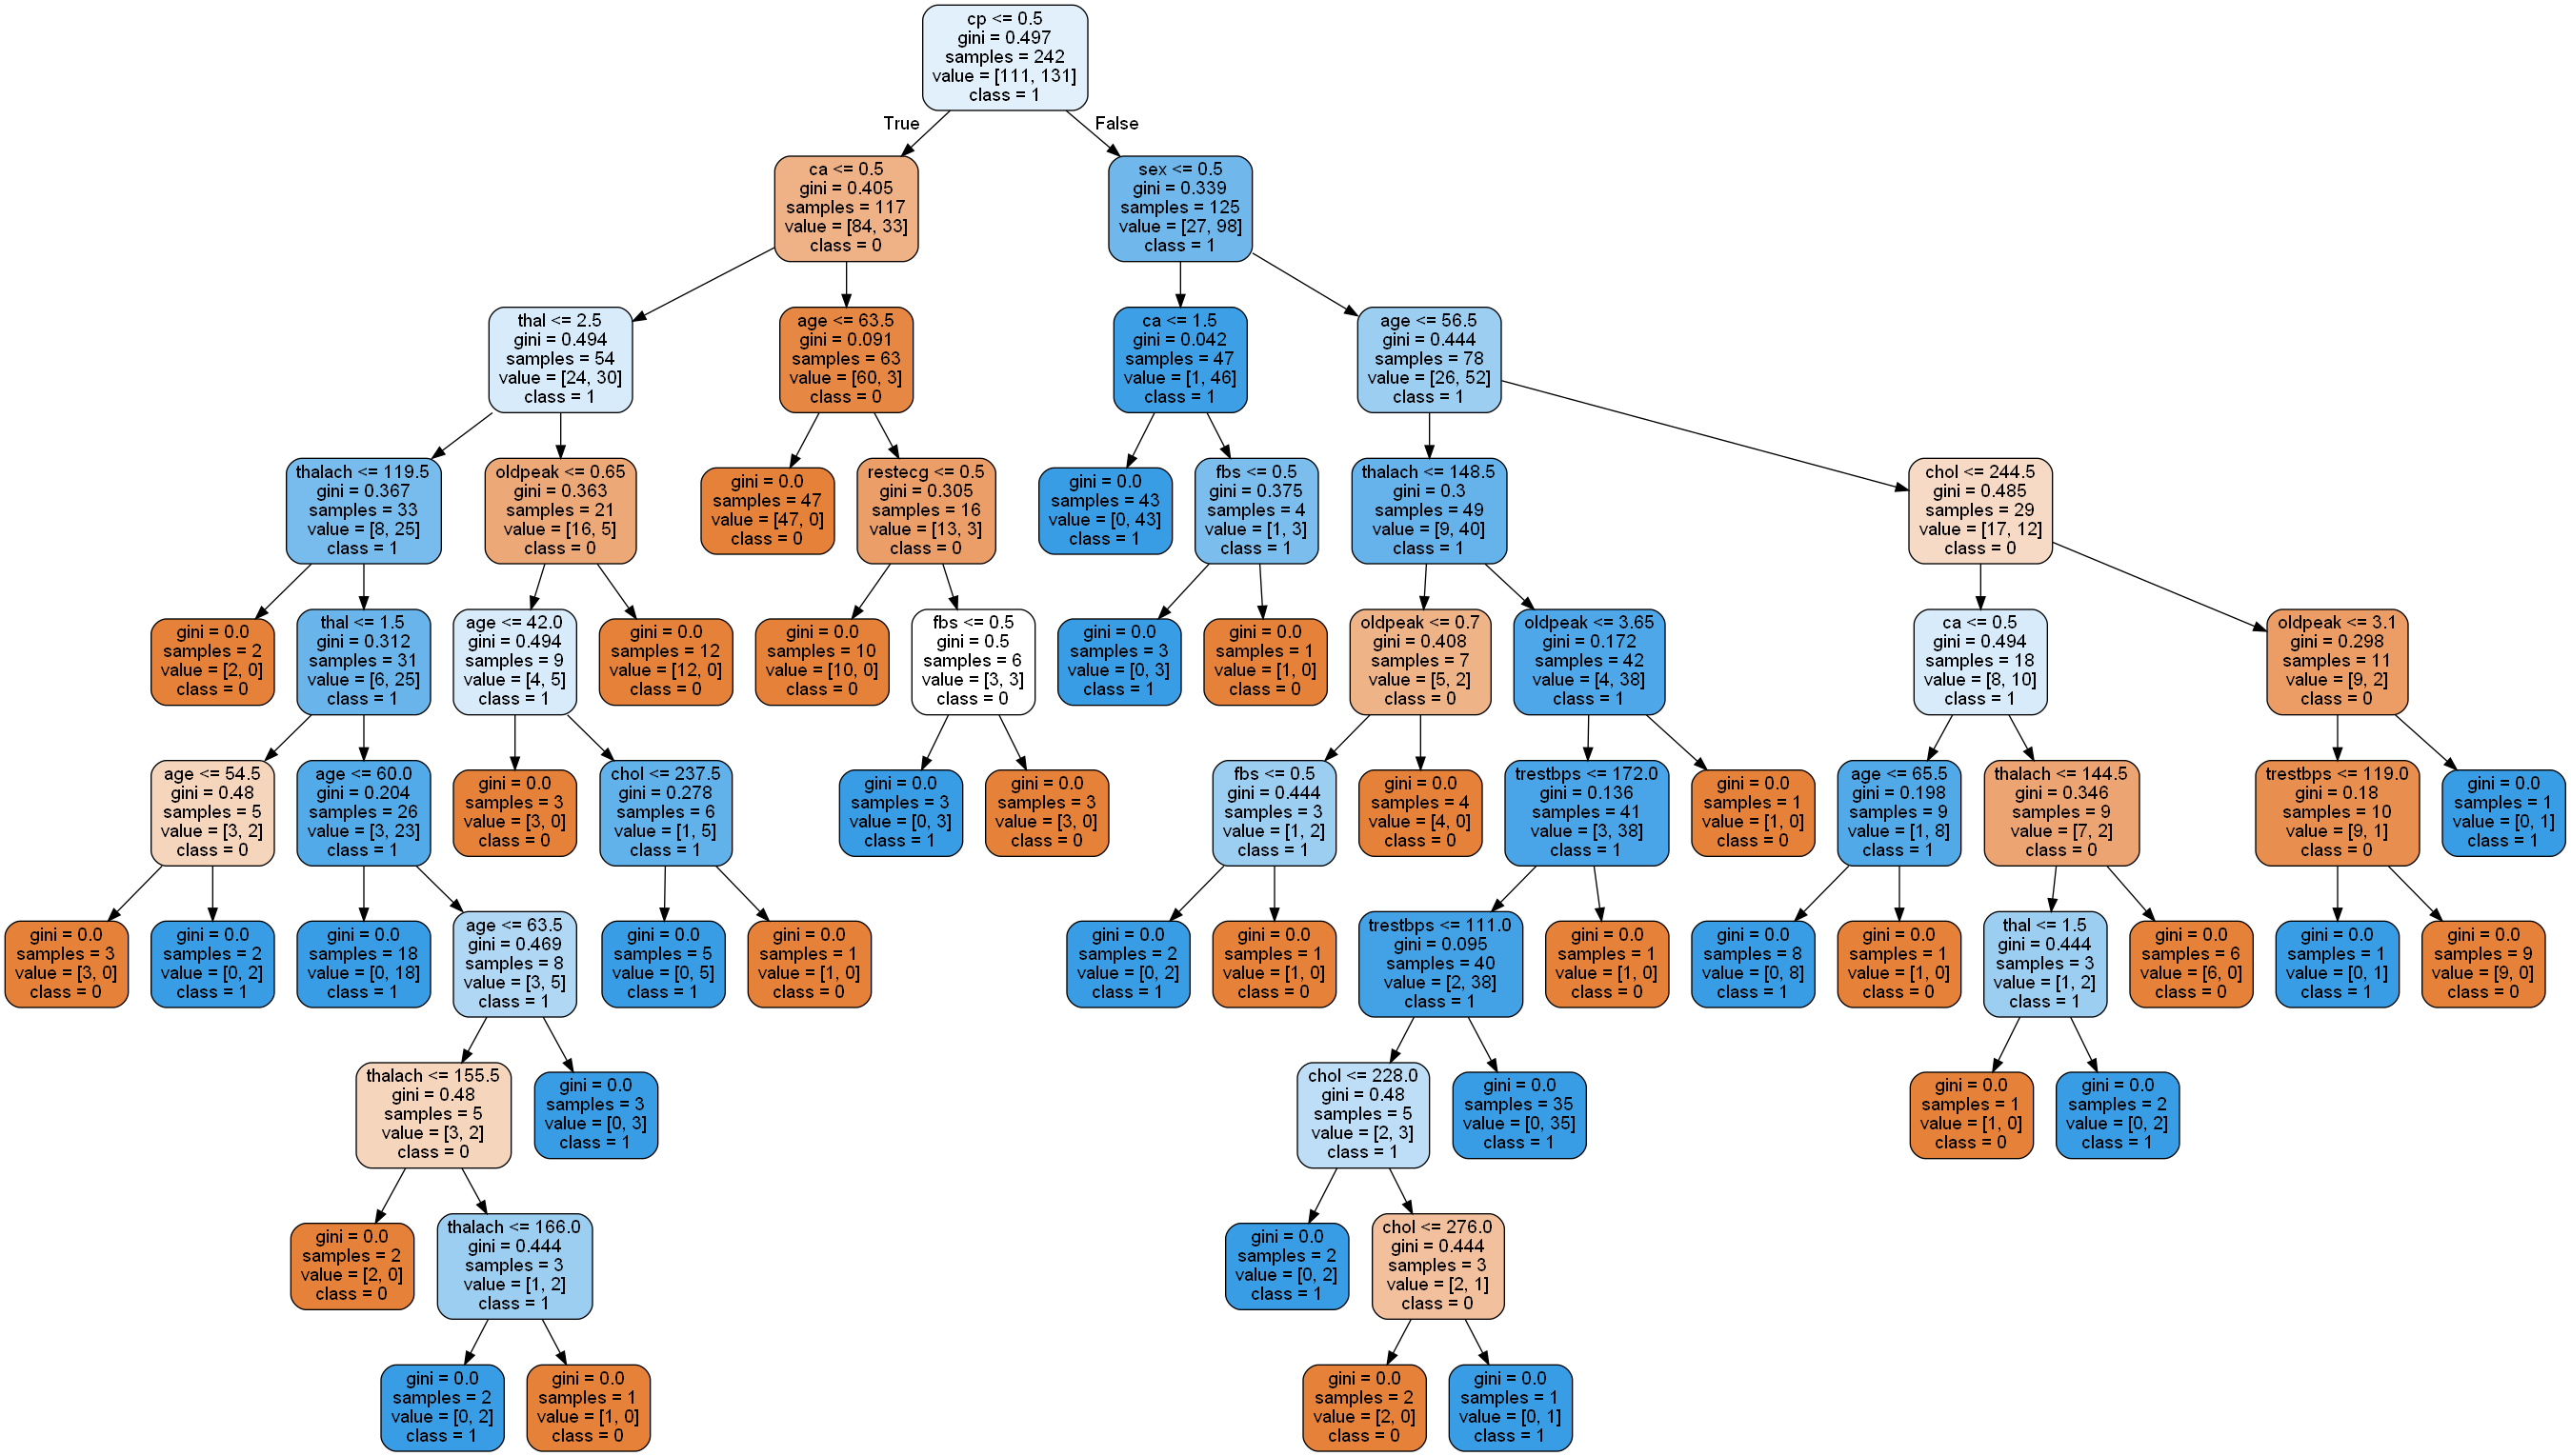 cp <= 0.5
gini = 0.497
samples = 242
value = [111, 131]
class = 1
True
False
ca <= 0.5
gini = 0.405
samples = 117
value = [84, 33]
class = 0
sex <= 0.5
gini = 0.339
samples = 125
value = [27, 98]
class = 1
thal <= 2.5
gini = 0.494
samples = 54
value = [24, 30]
class = 1
age <= 63.5
gini = 0.091
samples = 63
value = [60, 3]
class = 0
ca <= 1.5
gini = 0.042
samples = 47
value = [1, 46]
class = 1
age <= 56.5
gini = 0.444
samples = 78
value = [26, 52]
class = 1
thalach <= 119.5
gini = 0.367
samples = 33
value = [8, 25]
class = 1
oldpeak <= 0.65
gini = 0.363
samples = 21
value = [16, 5]
class = 0
gini = 0.0
samples = 47
value = [47, 0]
class = 0
restecg <= 0.5
gini = 0.305
samples = 16
value = [13, 3]
class = 0
gini = 0.0
samples = 43
value = [0, 43]
class = 1
fbs <= 0.5
gini = 0.375
samples = 4
value = [1, 3]
class = 1
thalach <= 148.5
gini = 0.3
samples = 49
value = [9, 40]
class = 1
chol <= 244.5
gini = 0.485
samples = 29
value = [17, 12]
class = 0
gini = 0.0
samples = 2
value = [2, 0]
class = 0
thal <= 1.5
gini = 0.312
samples = 31
value = [6, 25]
class = 1
age <= 42.0
gini = 0.494
samples = 9
value = [4, 5]
class = 1
gini = 0.0
samples = 12
value = [12, 0]
class = 0
gini = 0.0
samples = 10
value = [10, 0]
class = 0
fbs <= 0.5
gini = 0.5
samples = 6
value = [3, 3]
class = 0
gini = 0.0
samples = 3
value = [0, 3]
class = 1
gini = 0.0
samples = 1
value = [1, 0]
class = 0
oldpeak <= 0.7
gini = 0.408
samples = 7
value = [5, 2]
class = 0
oldpeak <= 3.65
gini = 0.172
samples = 42
value = [4, 38]
class = 1
ca <= 0.5
gini = 0.494
samples = 18
value = [8, 10]
class = 1
oldpeak <= 3.1
gini = 0.298
samples = 11
value = [9, 2]
class = 0
age <= 54.5
gini = 0.48
samples = 5
value = [3, 2]
class = 0
age <= 60.0
gini = 0.204
samples = 26
value = [3, 23]
class = 1
gini = 0.0
samples = 3
value = [3, 0]
class = 0
chol <= 237.5
gini = 0.278
samples = 6
value = [1, 5]
class = 1
gini = 0.0
samples = 3
value = [0, 3]
class = 1
gini = 0.0
samples = 3
value = [3, 0]
class = 0
fbs <= 0.5
gini = 0.444
samples = 3
value = [1, 2]
class = 1
gini = 0.0
samples = 4
value = [4, 0]
class = 0
trestbps <= 172.0
gini = 0.136
samples = 41
value = [3, 38]
class = 1
gini = 0.0
samples = 1
value = [1, 0]
class = 0
age <= 65.5
gini = 0.198
samples = 9
value = [1, 8]
class = 1
thalach <= 144.5
gini = 0.346
samples = 9
value = [7, 2]
class = 0
trestbps <= 119.0
gini = 0.18
samples = 10
value = [9, 1]
class = 0
gini = 0.0
samples = 1
value = [0, 1]
class = 1
gini = 0.0
samples = 3
value = [3, 0]
class = 0
gini = 0.0
samples = 2
value = [0, 2]
class = 1
gini = 0.0
samples = 18
value = [0, 18]
class = 1
age <= 63.5
gini = 0.469
samples = 8
value = [3, 5]
class = 1
gini = 0.0
samples = 5
value = [0, 5]
class = 1
gini = 0.0
samples = 1
value = [1, 0]
class = 0
gini = 0.0
samples = 2
value = [0, 2]
class = 1
gini = 0.0
samples = 1
value = [1, 0]
class = 0
trestbps <= 111.0
gini = 0.095
samples = 40
value = [2, 38]
class = 1
gini = 0.0
samples = 1
value = [1, 0]
class = 0
gini = 0.0
samples = 8
value = [0, 8]
class = 1
gini = 0.0
samples = 1
value = [1, 0]
class = 0
thal <= 1.5
gini = 0.444
samples = 3
value = [1, 2]
class = 1
gini = 0.0
samples = 6
value = [6, 0]
class = 0
gini = 0.0
samples = 1
value = [0, 1]
class = 1
gini = 0.0
samples = 9
value = [9, 0]
class = 0
thalach <= 155.5
gini = 0.48
samples = 5
value = [3, 2]
class = 0
gini = 0.0
samples = 3
value = [0, 3]
class = 1
chol <= 228.0
gini = 0.48
samples = 5
value = [2, 3]
class = 1
gini = 0.0
samples = 35
value = [0, 35]
class = 1
gini = 0.0
samples = 1
value = [1, 0]
class = 0
gini = 0.0
samples = 2
value = [0, 2]
class = 1
gini = 0.0
samples = 2
value = [2, 0]
class = 0
thalach <= 166.0
gini = 0.444
samples = 3
value = [1, 2]
class = 1
gini = 0.0
samples = 2
value = [0, 2]
class = 1
chol <= 276.0
gini = 0.444
samples = 3
value = [2, 1]
class = 0
gini = 0.0
samples = 2
value = [0, 2]
class = 1
gini = 0.0
samples = 1
value = [1, 0]
class = 0
gini = 0.0
samples = 2
value = [2, 0]
class = 0
gini = 0.0
samples = 1
value = [0, 1]
class = 1